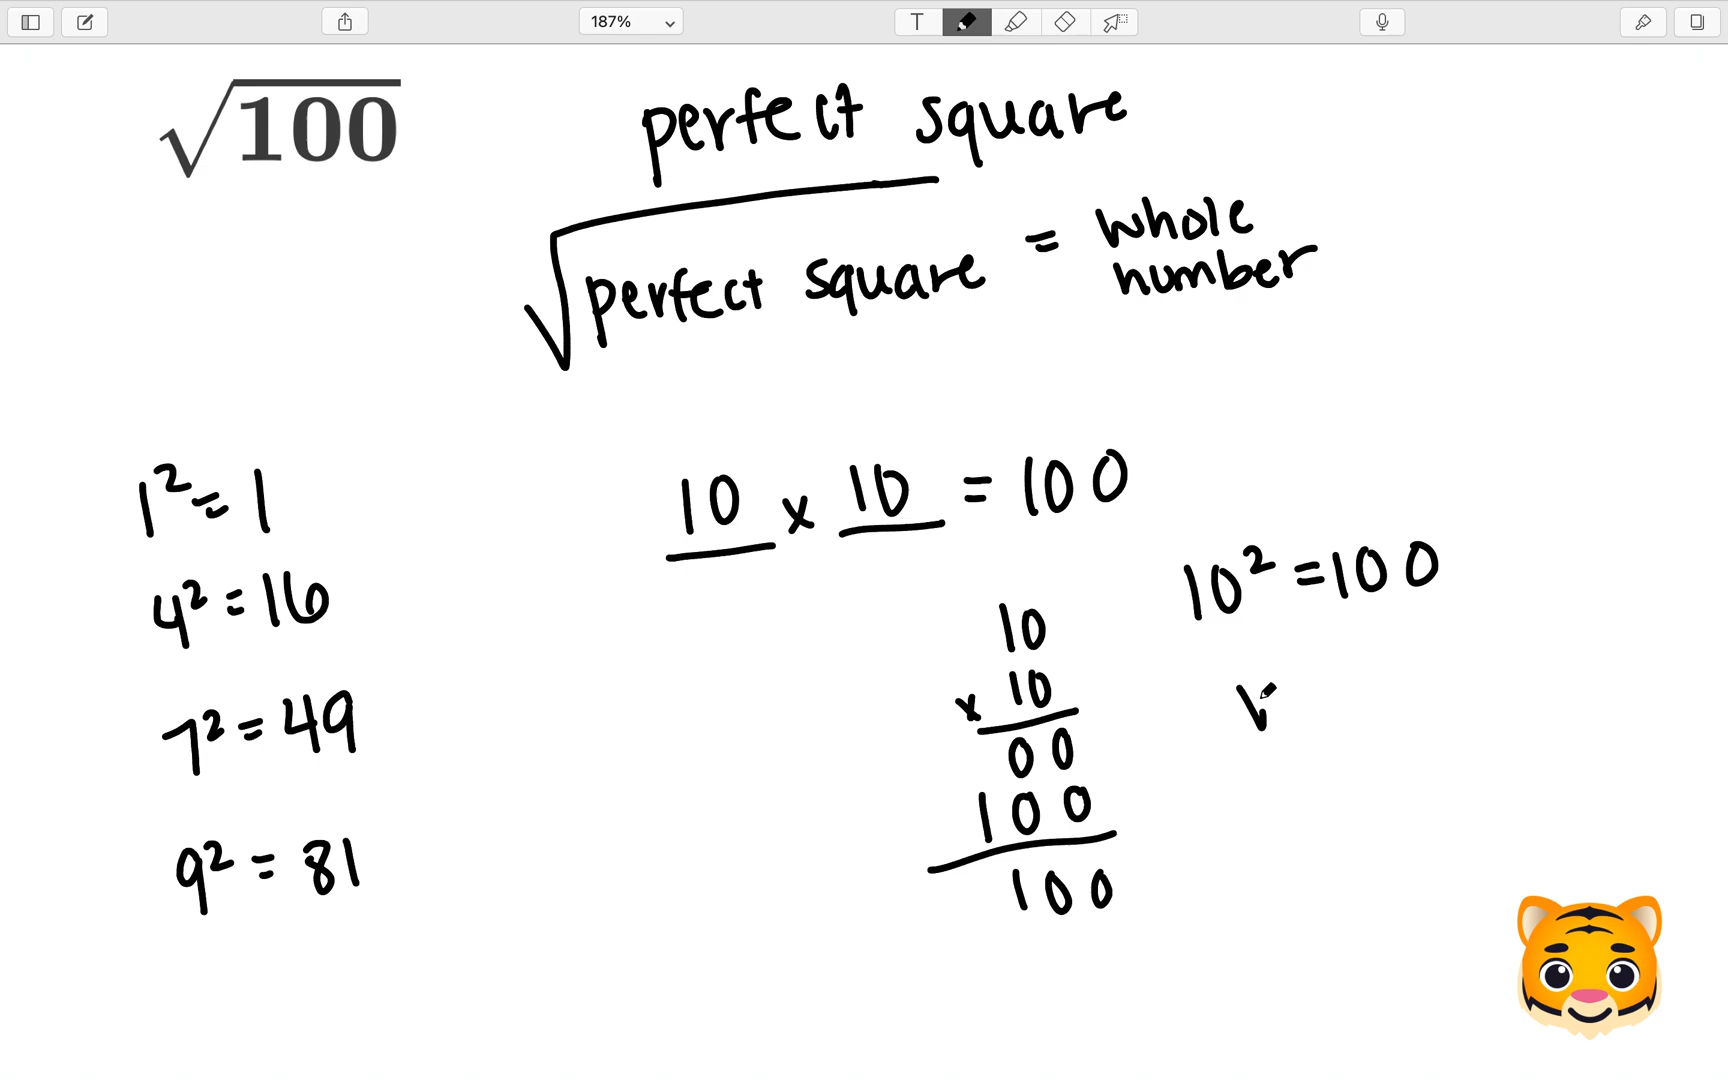 187%
T
√100
perfect square
√perfect square = whole number
1² = 1
4² = 16
7² = 49
9² = 81
10 x 10 = 100
10
x 10
00
100
100
10² = 100
√